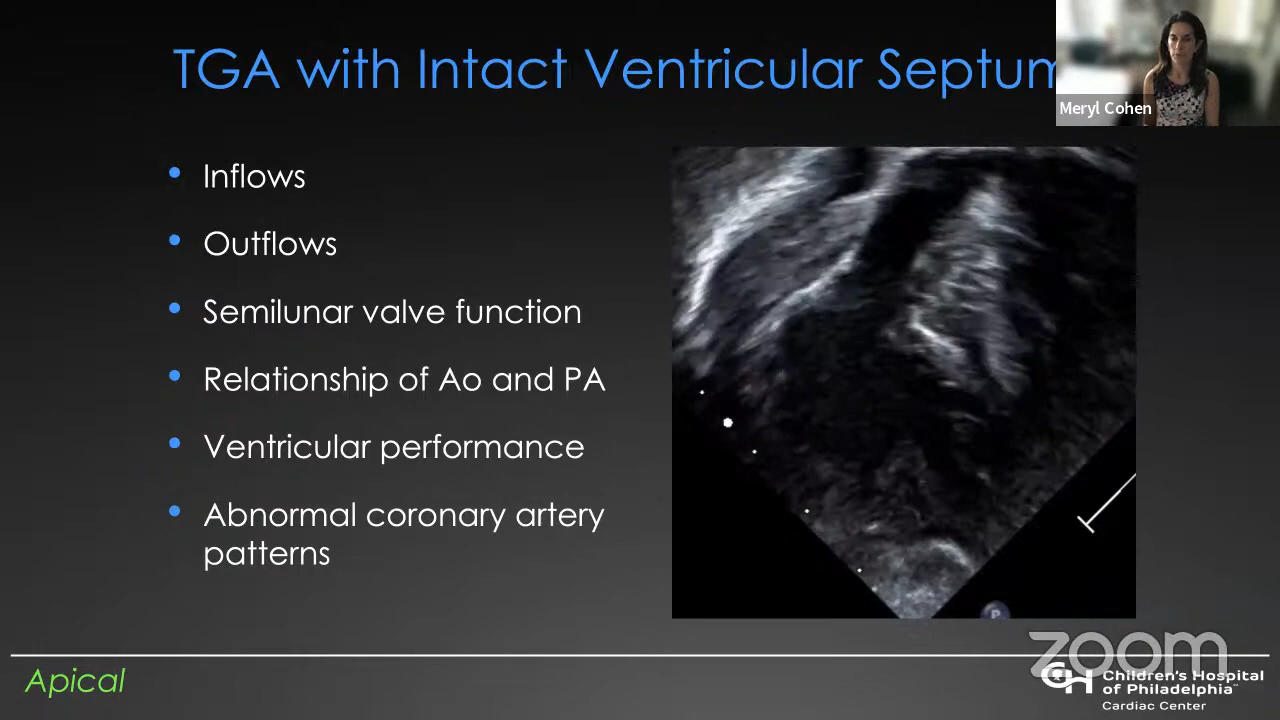 TGA with Intact Ventricular Septum
Meryl Cohen
Inflows
Outflows
Semilunar valve function
Relationship of Ao and PA
Ventricular performance
Abnormal coronary artery
patterns
P
zoom
Apical
CH
Children's Hospital
of Philadelphia
Cardiac Center